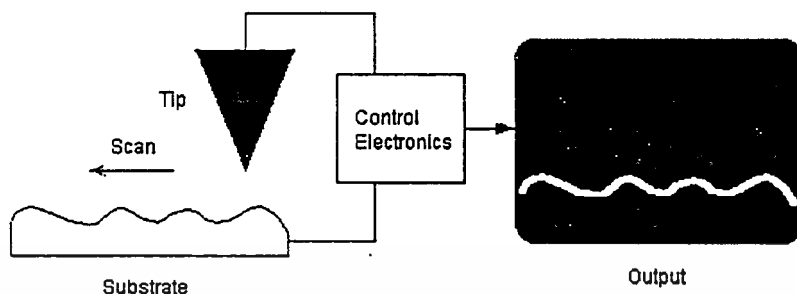 Tip
Scan
Control
Electronics
Substrate
Output